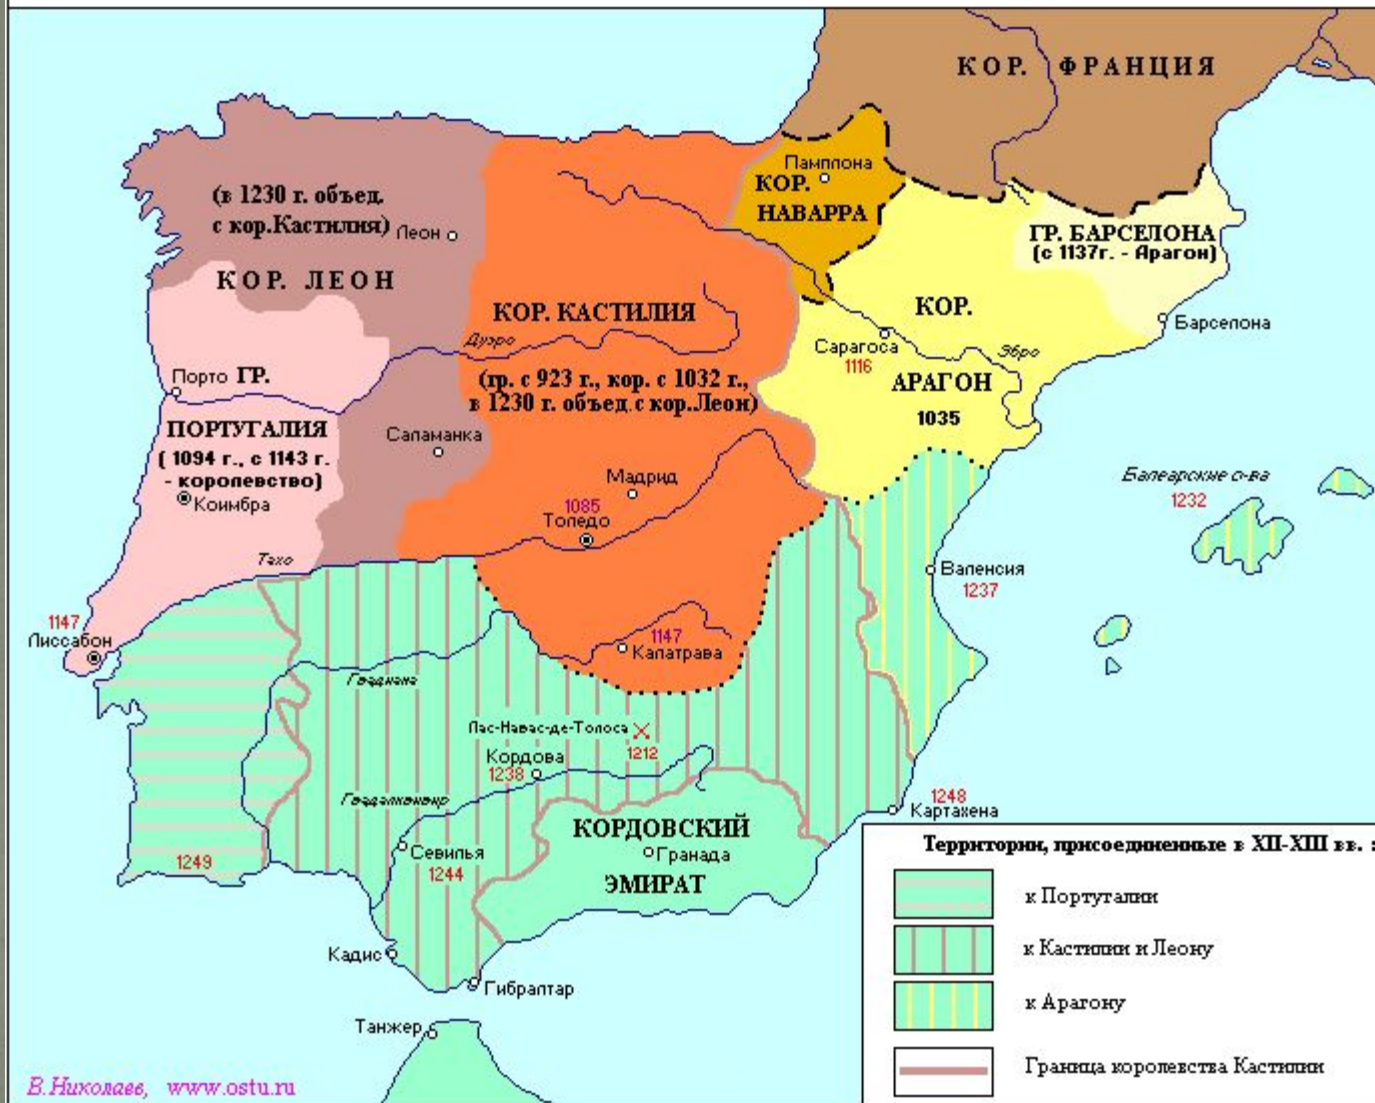 КОР. ФРАНЦИЯ
Памплона
КОР.
НАВАРРА
(в 1230 г. объед.
с кор.Кастилия)
Леон
КОР. ЛЕОН
ГР. БАРСЕЛОНА
(с 1137г. - Арагон)
КОР. КАСТИЛИЯ
Дуэро
КОР.
Барселона
Сарагоса
1116
Эбро
(гр. с 923 г., кор. с 1032 г.,
в 1230 г. объед. с кор.Леон)
АРАГОН
1035
Порто ГР.
ПОРТУГАЛИЯ
( 1094 г., с 1143 г.
- королевство)
Коимбра
Саламанка
Мадрид
1085
Толедо
Балеарские о-ва
1232
Тахо
Валенсия
1237
1147
Лиссабон
1147
Калатрава
Гвадиана
Лас-Навас-де-Толоса
1212
Кордова
1238
Гвадалквивир
1248
Картахена
КОРДОВСКИЙ
Гранада
ЭМИРАТ
1249
Севилья
1244
Кадис
Гибралтар
Танжер
Территории, присоединенные в XII-XIII вв. :
к Португалии
к Кастилии и Леону
к Арагону
Граница королевства Кастилии
В.Николаев, www.ostu.ru